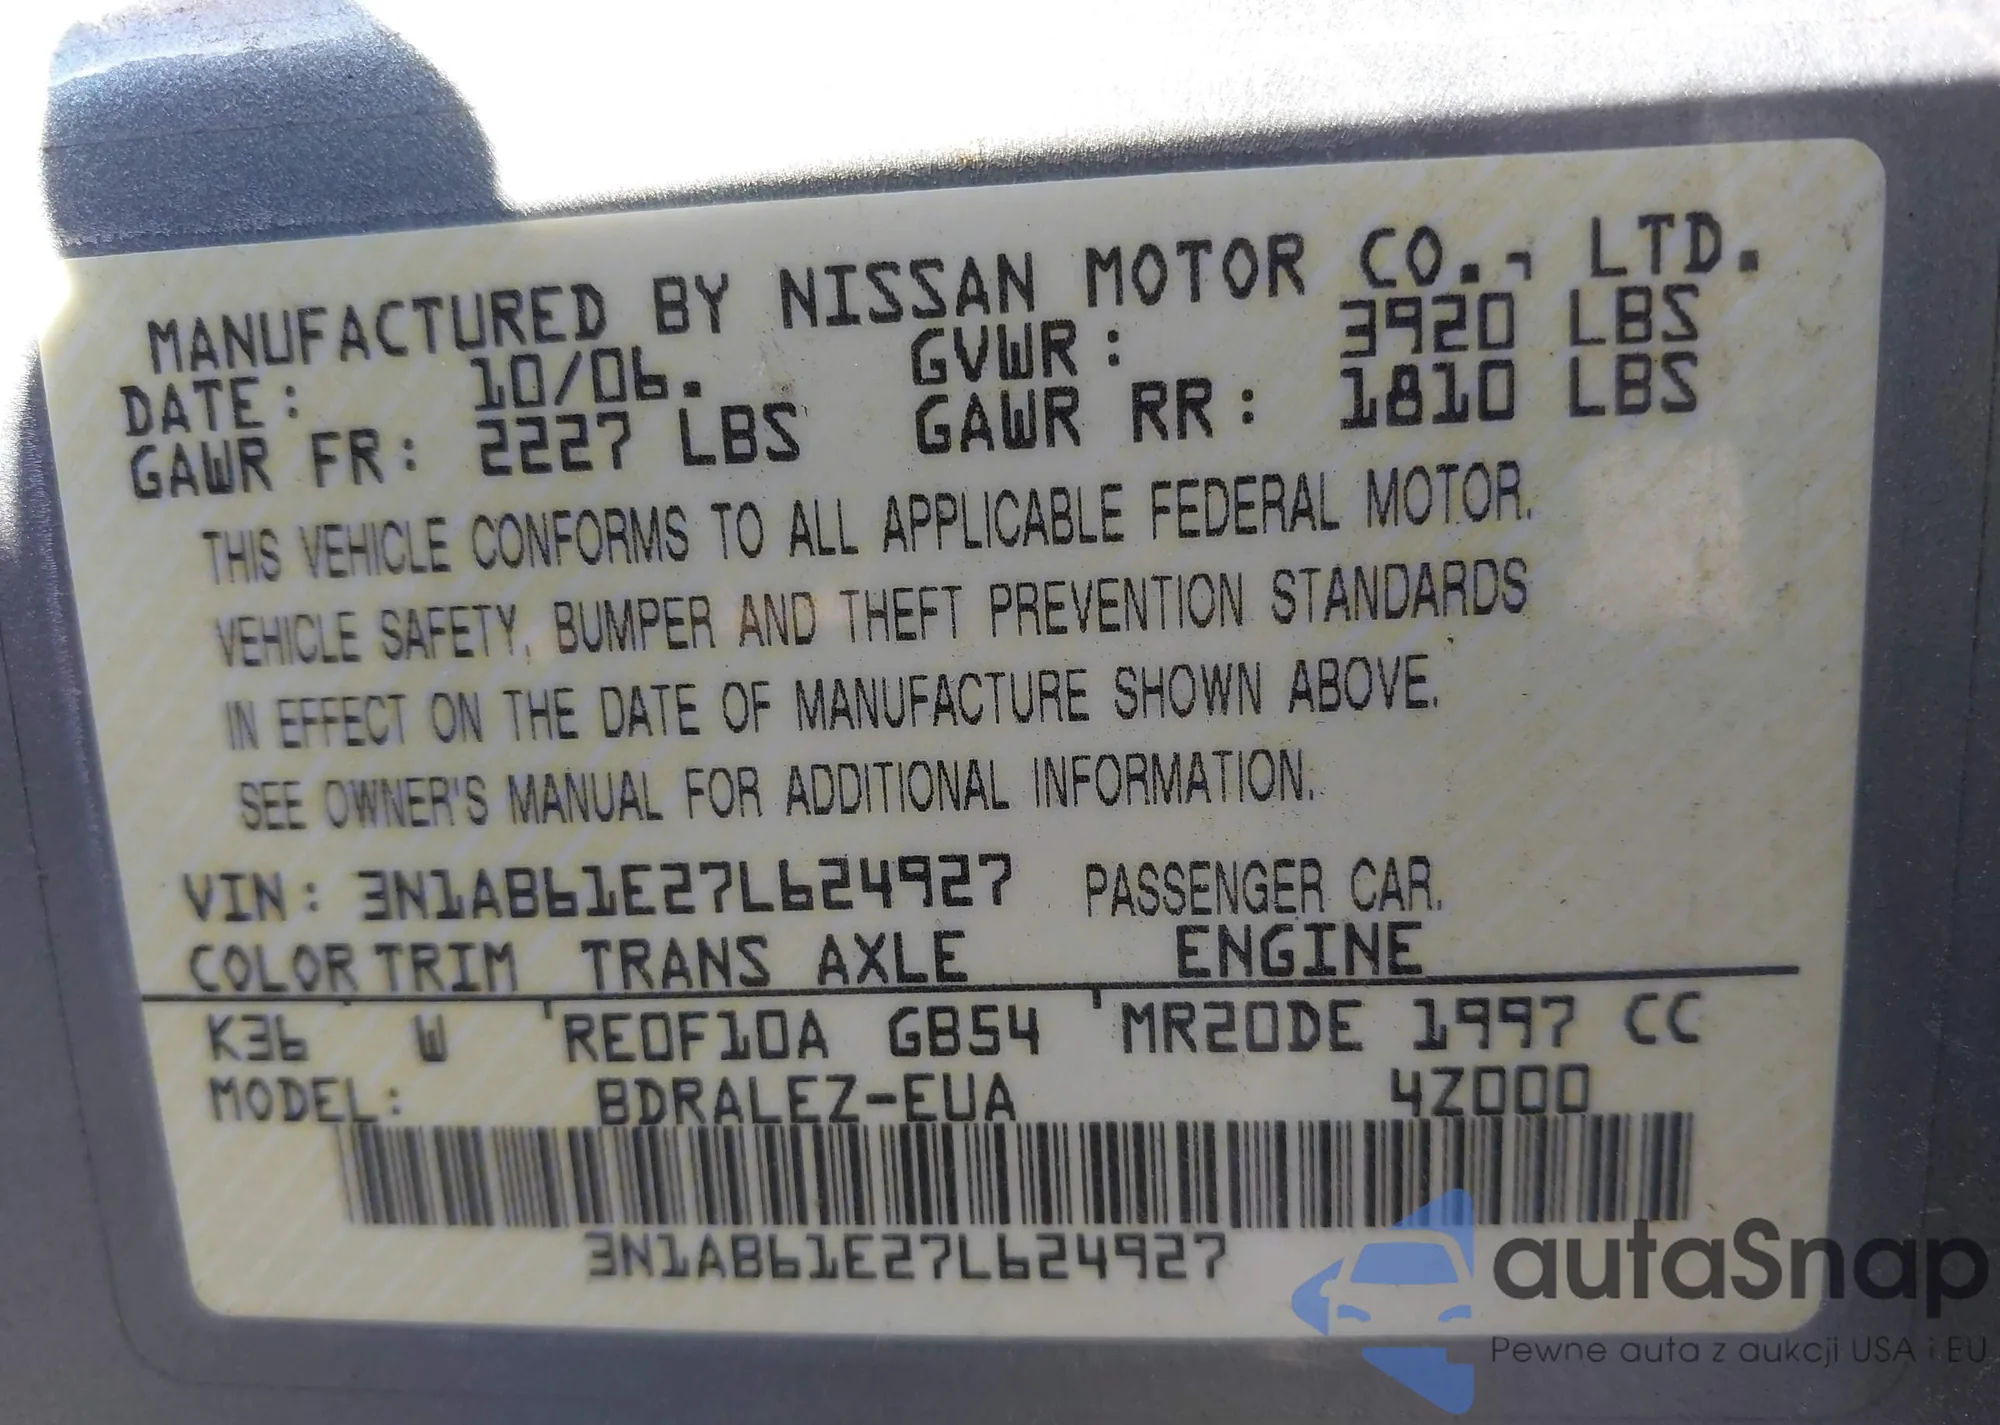 MANUFACTURED BY NISSAN MOTOR CO., LTD.
DATE: 10/06. GVWR: 3920 LBS
GAWR FR: 2227 LBS GAWR RR: 1810 LBS
THIS VEHICLE CONFORMS TO ALL APPLICABLE FEDERAL MOTOR.
VEHICLE SAFETY, BUMPER AND THEFT PREVENTION STANDARDS
IN EFFECT ON THE DATE OF MANUFACTURE SHOWN ABOVE.
SEE OWNER'S MANUAL FOR ADDITIONAL INFORMATION.
VIN: 3N1AB61E27L624927 PASSENGER CAR.
COLOR TRIM TRANS AXLE ENGINE
K36 W RE0F10A GB54 MR20DE 1997 CC
MODEL: BDRALEZ-EUA 4Z000
3N1AB61E27L624927
autaSnap
Pewne auta z aukcji USA i EU